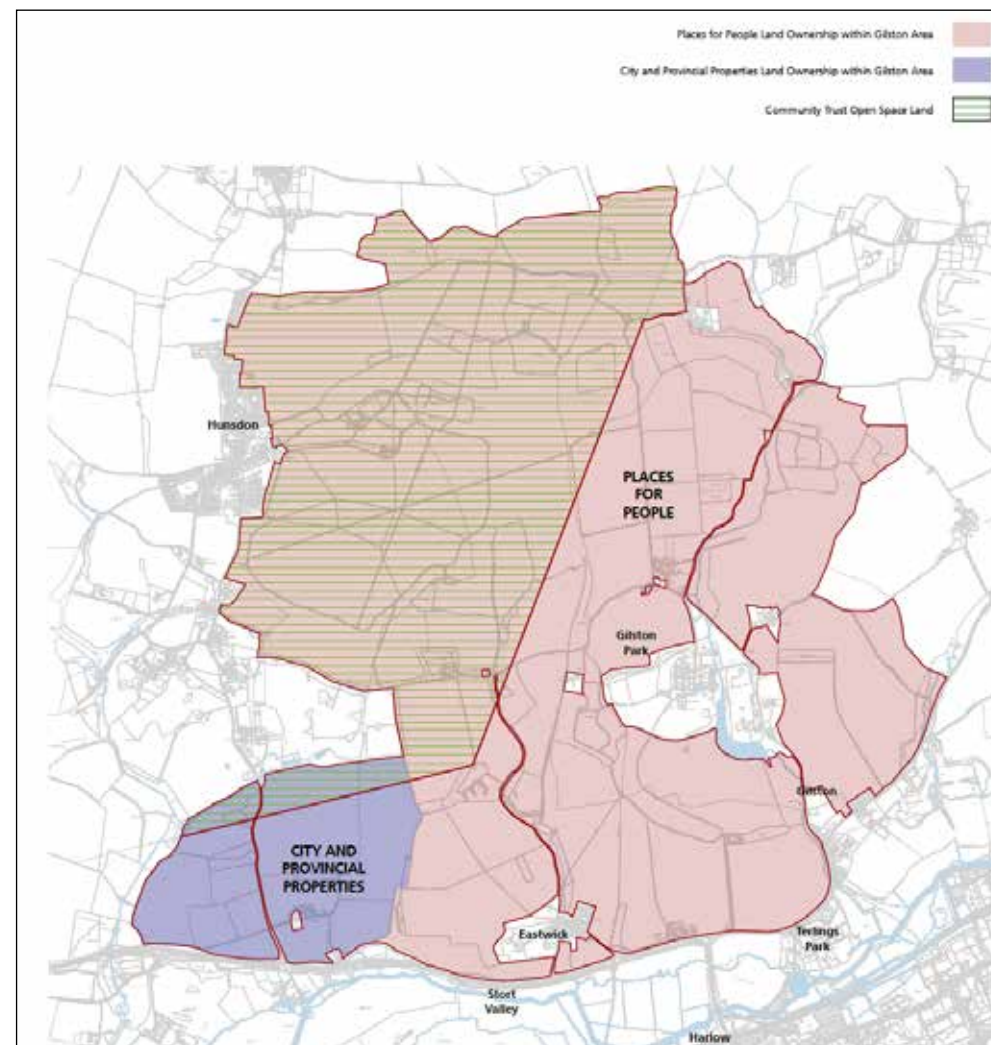 Places for People Land Ownership within Gilston Area
City and Provincial Properties Land Ownership within Gilston Area
Community Trust Open Space Land
Hunsdon
PLACES
FOR
PEOPLE
Gilston
Park
Gilston
CITY AND
PROVINCIAL
PROPERTIES
Eastwick
Terlings
Park
Stort
Valley
Harlow